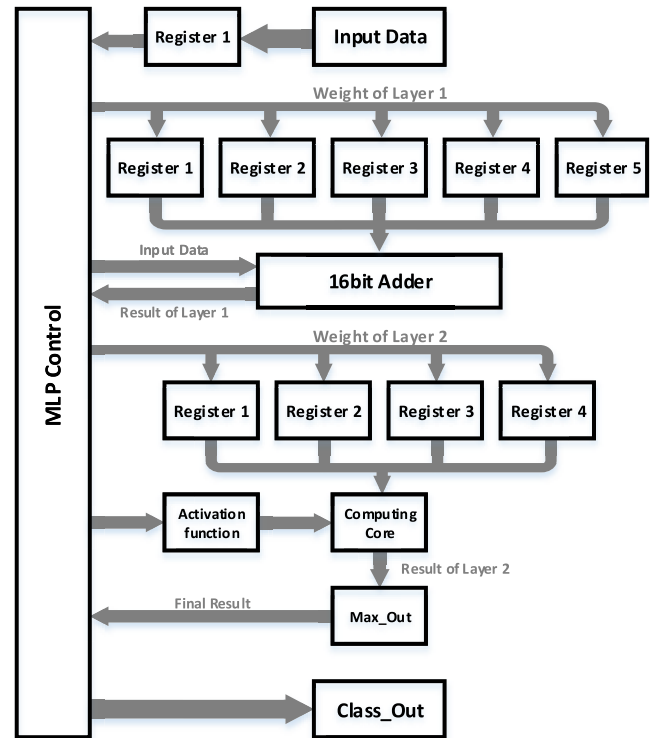 Register 1
Input Data
Weight of Layer 1
Register 1
Register 2
Register 3
Register 4
Register 5
Input Data
16bit Adder
Result of Layer 1
MLP Control
Weight of Layer 2
Register 1
Register 2
Register 3
Register 4
Activation
function
Computing
Core
Result of Layer 2
Final Result
Max_Out
Class_Out